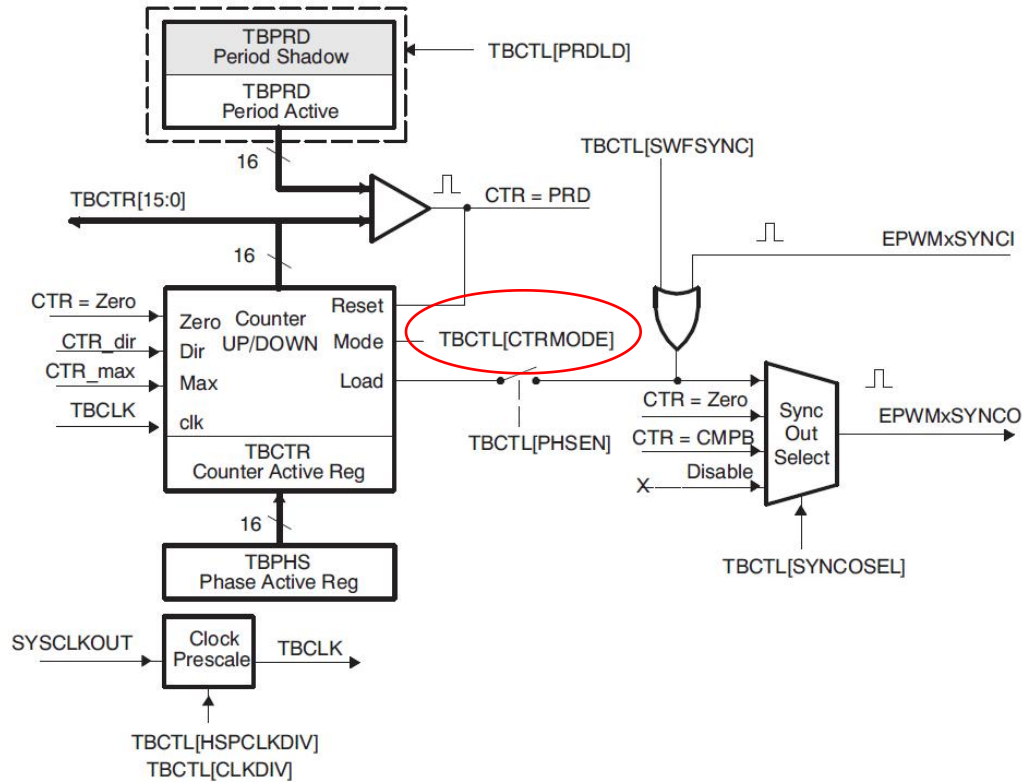 TBPRD
Period Shadow
TBPRD
Period Active
TBCTL[PRDLD]
16
TBCTL[SWFSYNC]
TBCTR[15:0]
CTR = PRD
16
EPWMxSYNCI
CTR = Zero
CTR_dir
CTR_max
TBCLK
Zero
Dir
Max
clk
Counter
UP/DOWN
Reset
Mode
Load
TBCTL[CTRMODE]
TBCTR
Counter Active Reg
TBCTL[PHSEN]
CTR = Zero
CTR = CMPB
Disable
X
Sync
Out
Select
EPWMxSYNCO
TBCTL[SYNCOSEL]
16
TBPHS
Phase Active Reg
SYSCLKOUT
Clock
Prescale
TBCLK
TBCTL[HSPCLKDIV]
TBCTL[CLKDIV]